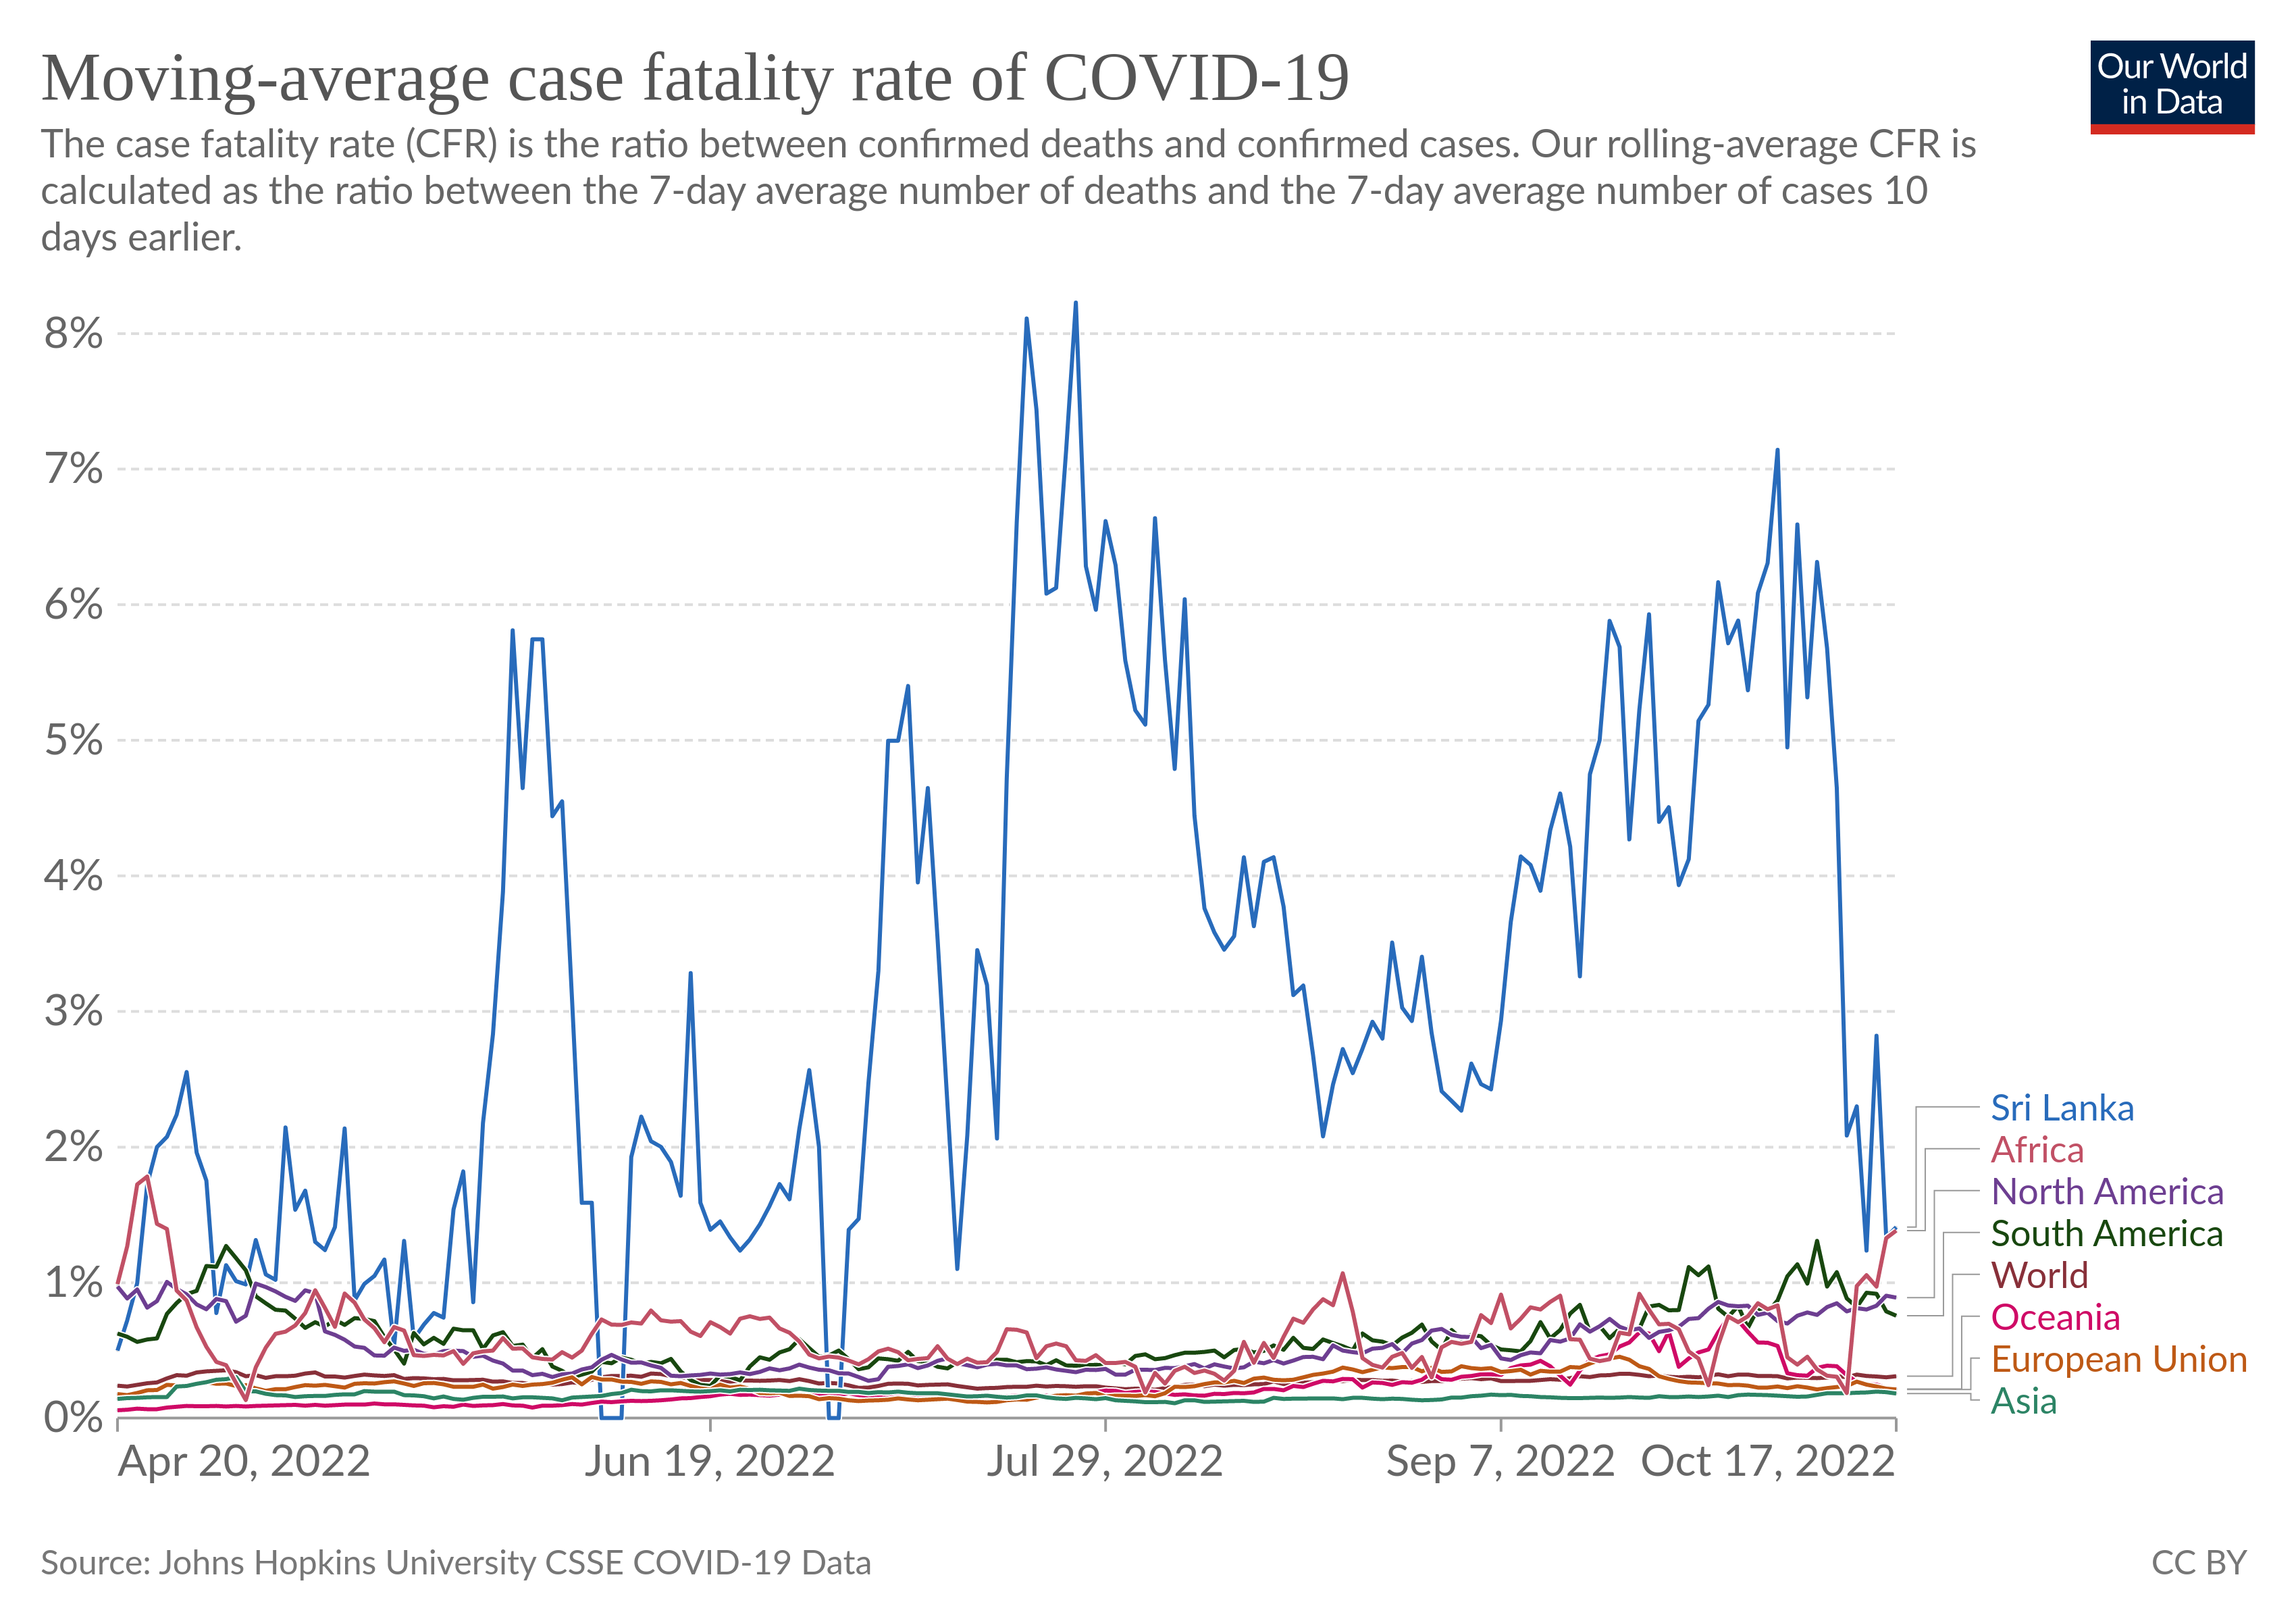 Moving-average case fatality rate of COVID-19
Our World
in Data
The case fatality rate (CFR) is the ratio between confirmed deaths and confirmed cases. Our rolling-average CFR is
calculated as the ratio between the 7-day average number of deaths and the 7-day average number of cases 10
days earlier.
8%
7%
6%
5%
4%
3%
2%
1%
0%
Sri Lanka
Africa
North America
South America
World
Oceania
European Union
Asia
Apr 20, 2022
Jun 19, 2022
Jul 29, 2022
Sep 7, 2022
Oct 17, 2022
Source: Johns Hopkins University CSSE COVID-19 Data
CC BY